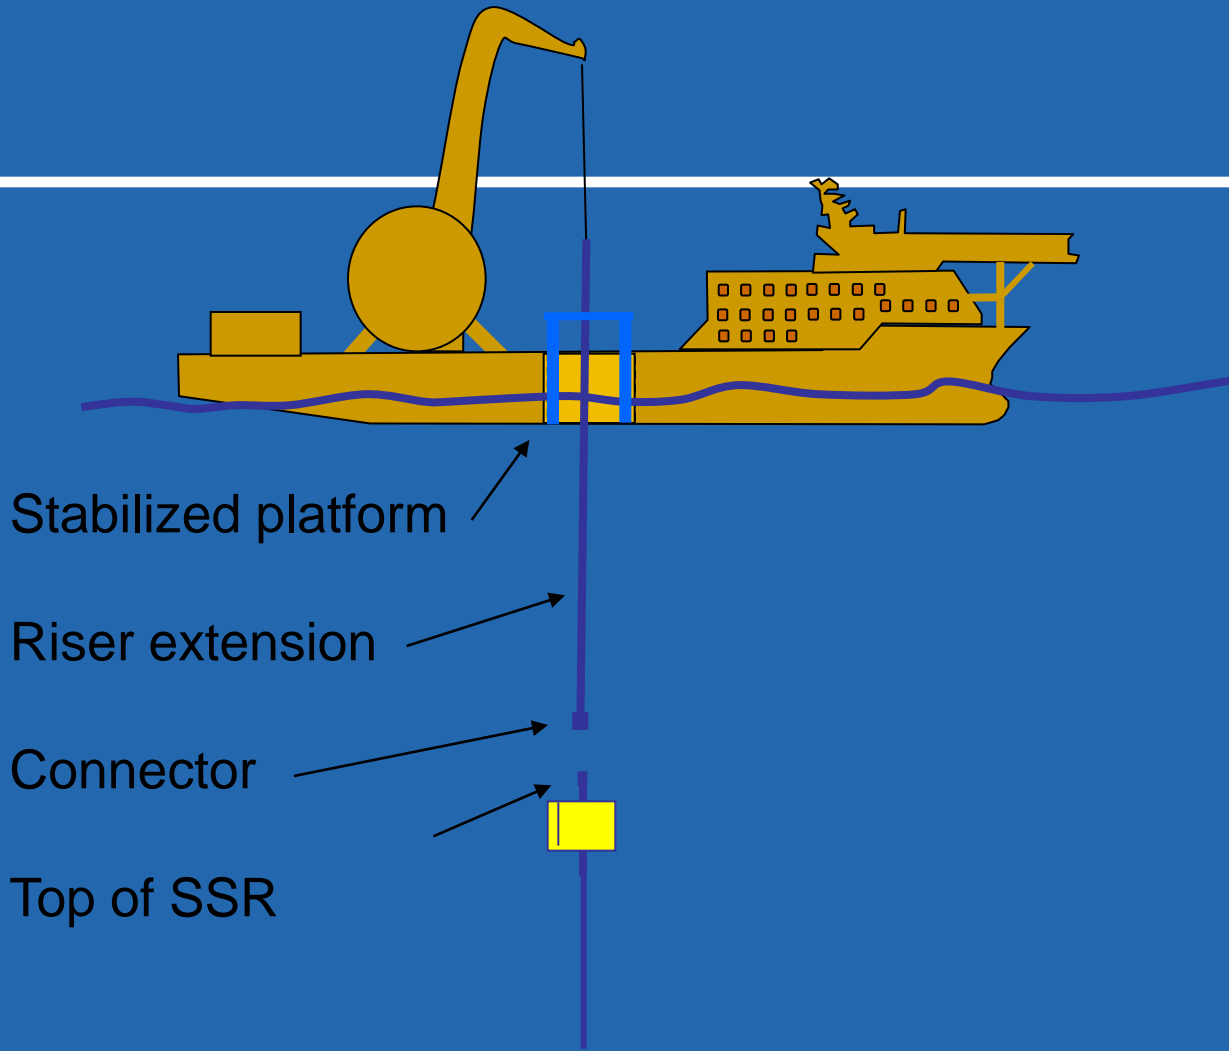 Stabilized platform
Riser extension
Connector
Top of SSR